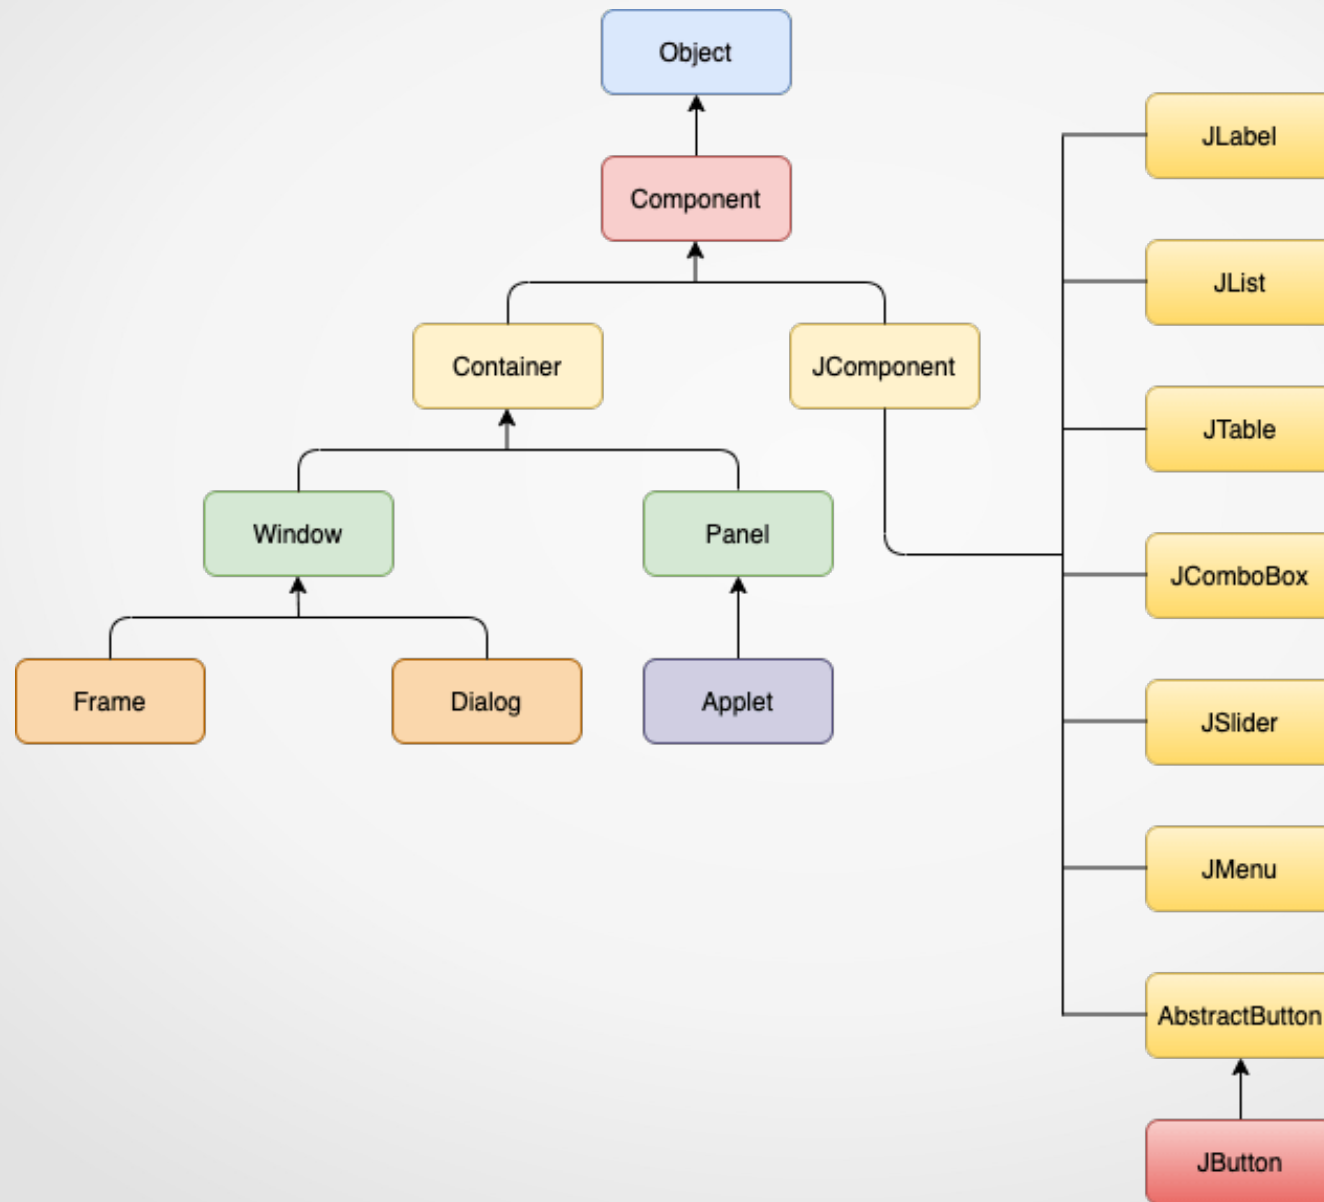 Object
Component
Container
JComponent
Window
Panel
Frame
Dialog
Applet
JLabel
JList
JTable
JComboBox
JSlider
JMenu
AbstractButton
JButton